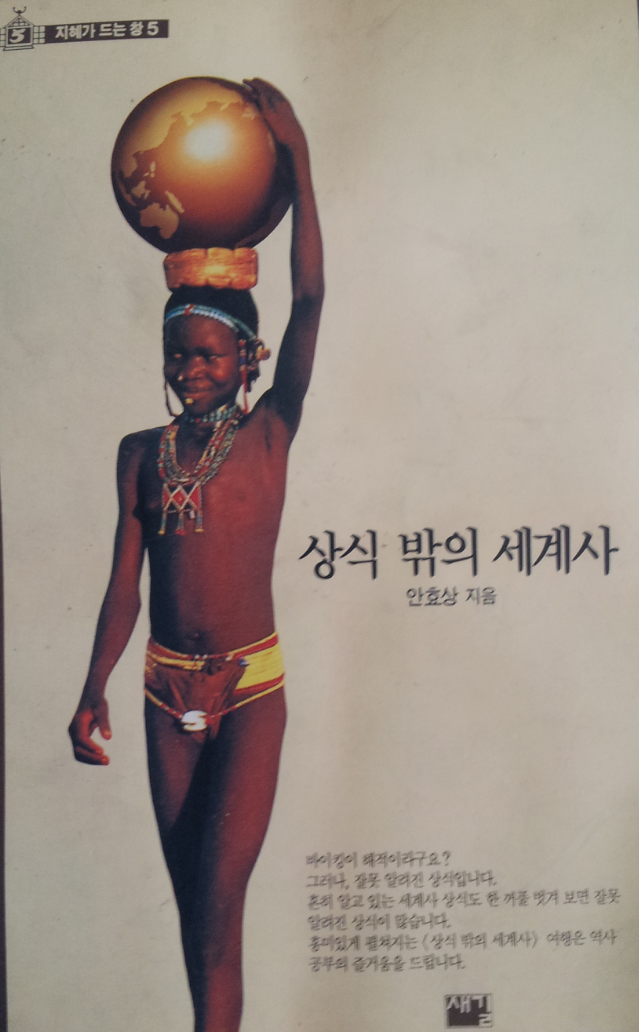 5 지혜가 드는 창 5
상식 밖의 세계사
안효상 지음
바이킹이 해적이라구요?
그러나, 잘못 알려진 상식입니다.
흔히 알고 있는 세계사 상식도 한 꺼풀 벗겨 보면 잘못
알려진 상식이 많습니다.
흥미있게 펼쳐지는 〈상식 밖의 세계사〉 여행은 역사
공부의 즐거움을 드립니다.
새길